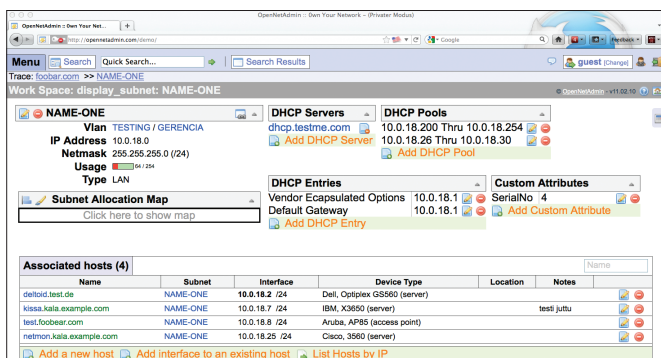 OpenNetAdmin :: 0wn Your Network – (Privater Modus)
OpenNetAdmin :: 0wn Your Net...
http://opennetadmin.com/demo/
Google
Feedback
Menu Search Quick Search... Search Results guest [Change]
Trace: foobar.com >> NAME-ONE
Work Space: display_subnet: NAME-ONE © OpenNetAdmin - v11.02.10
NAME-ONE
Vlan TESTING / GERENCIA
IP Address 10.0.18.0
Netmask 255.255.255.0 (/24)
Usage 64 / 254
Type LAN
Subnet Allocation Map
Click here to show map
DHCP Servers
dhcp.testme.com
Add DHCP Server
DHCP Pools
10.0.18.200 Thru 10.0.18.254
10.0.18.26 Thru 10.0.18.30
Add DHCP Pool
DHCP Entries
Vendor Ecapsulated Options 10.0.18.1
Default Gateway 10.0.18.1
Add DHCP Entry
Custom Attributes
SerialNo 4
Add Custom Attribute
Associated hosts (4) Name
Name Subnet Interface Device Type Location Notes
deltoid.test.de NAME-ONE 10.0.18.2 /24 Dell, Optiplex GS560 (server)
kissa.kala.example.com NAME-ONE 10.0.18.7 /24 IBM, X3650 (server) testi juttu
test.foobear.com NAME-ONE 10.0.18.8 /24 Aruba, AP85 (access point)
netmon.kala.example.com NAME-ONE 10.0.18.25 /24 Cisco, 3560 (server)
Add a new host Add interface to an existing host List Hosts by IP